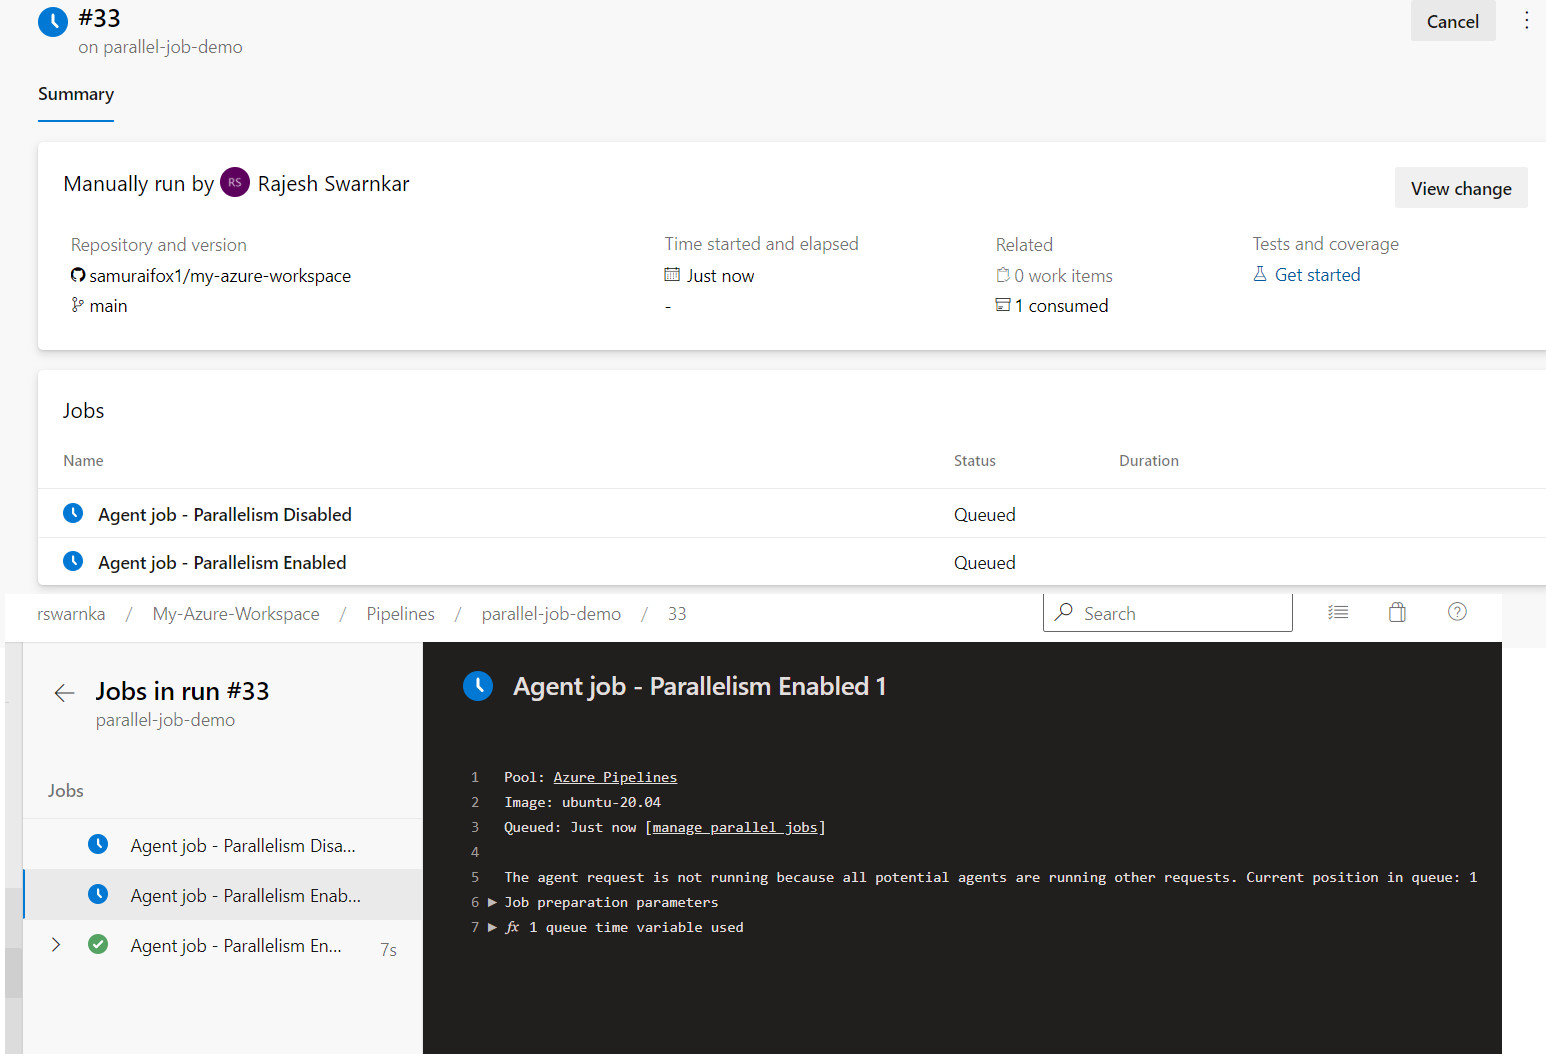 #33
on parallel-job-demo
Cancel
Summary
Manually run by RS Rajesh Swarnkar
View change
Repository and version
Time started and elapsed
Related
Tests and coverage
samuraifox1/my-azure-workspace
Just now
0 work items
Get started
main
-
1 consumed
Jobs
Name Status Duration
Agent job - Parallelism Disabled Queued
Agent job - Parallelism Enabled Queued
rswarnka / My-Azure-Workspace / Pipelines / parallel-job-demo / 33
Search
Jobs in run #33
parallel-job-demo
Jobs
Agent job - Parallelism Disa...
Agent job - Parallelism Enab...
Agent job - Parallelism En... 7s
Agent job - Parallelism Enabled 1
1 Pool: Azure Pipelines
2 Image: ubuntu-20.04
3 Queued: Just now [manage parallel jobs]
4
5 The agent request is not running because all potential agents are running other requests. Current position in queue: 1
6 Job preparation parameters
7 fx 1 queue time variable used